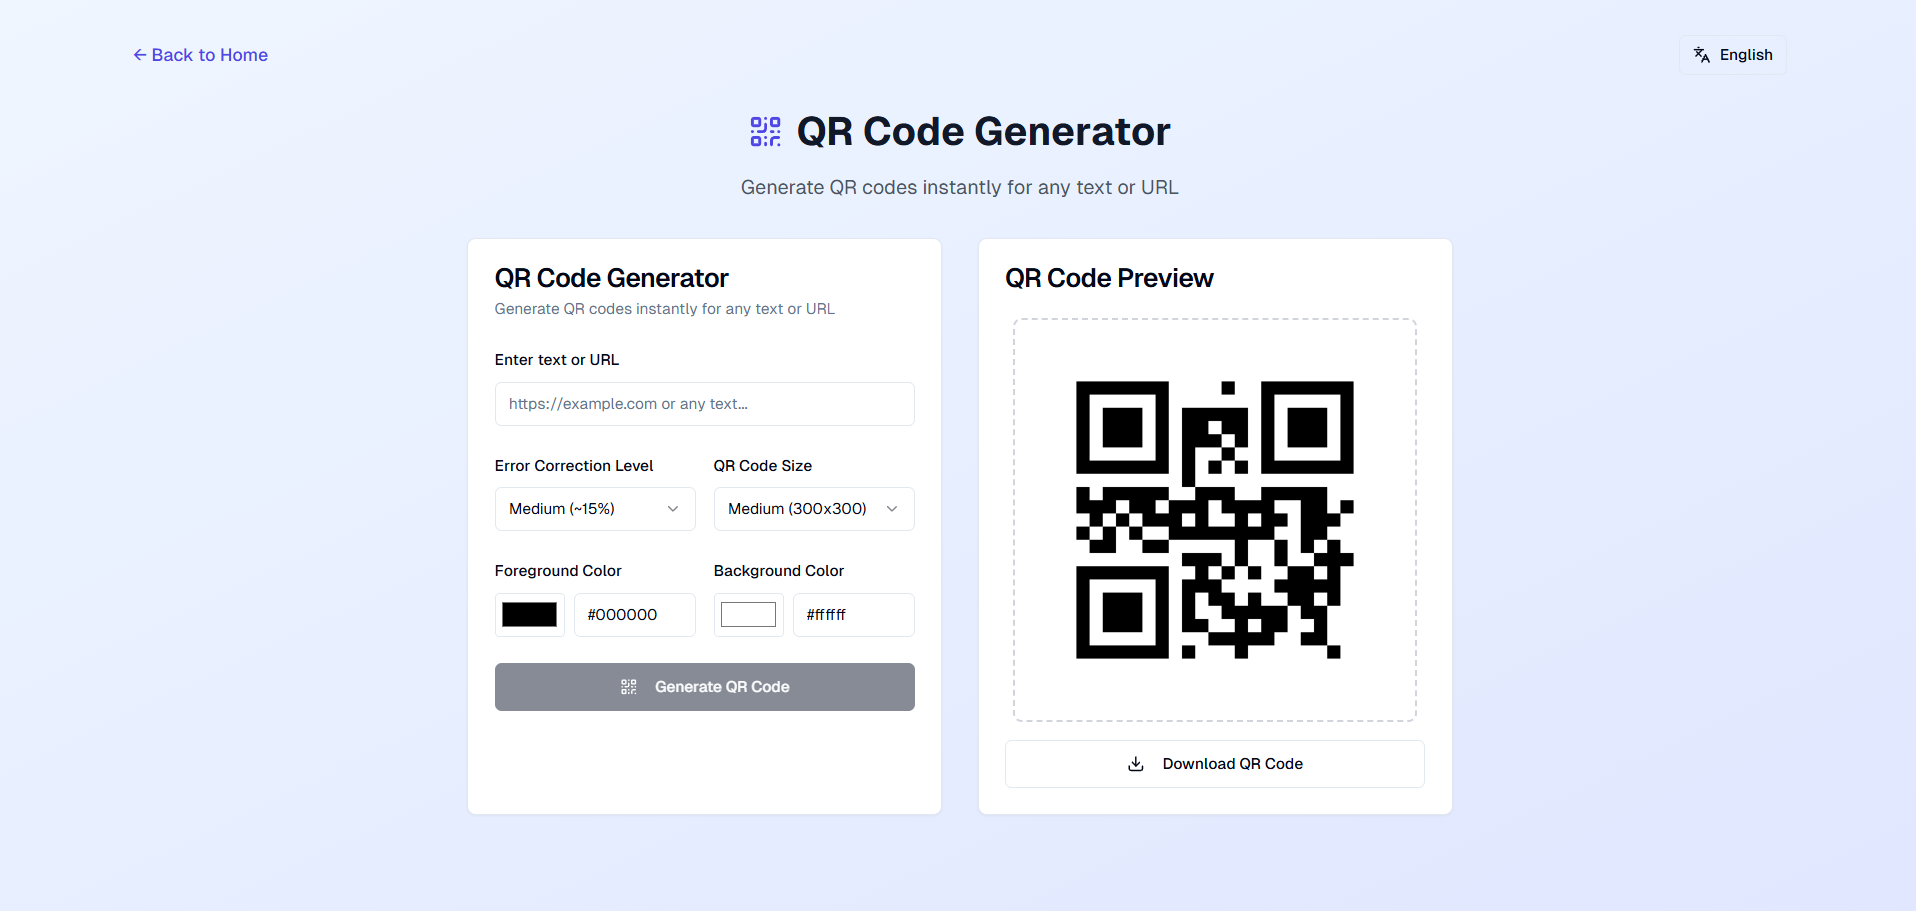 ← Back to Home
English
QR Code Generator
Generate QR codes instantly for any text or URL
QR Code Generator
Generate QR codes instantly for any text or URL
Enter text or URL
https://example.com or any text...
Error Correction Level
QR Code Size
Medium (~15%)
Medium (300x300)
Foreground Color
Background Color
#000000
#ffffff
Generate QR Code
QR Code Preview
Download QR Code